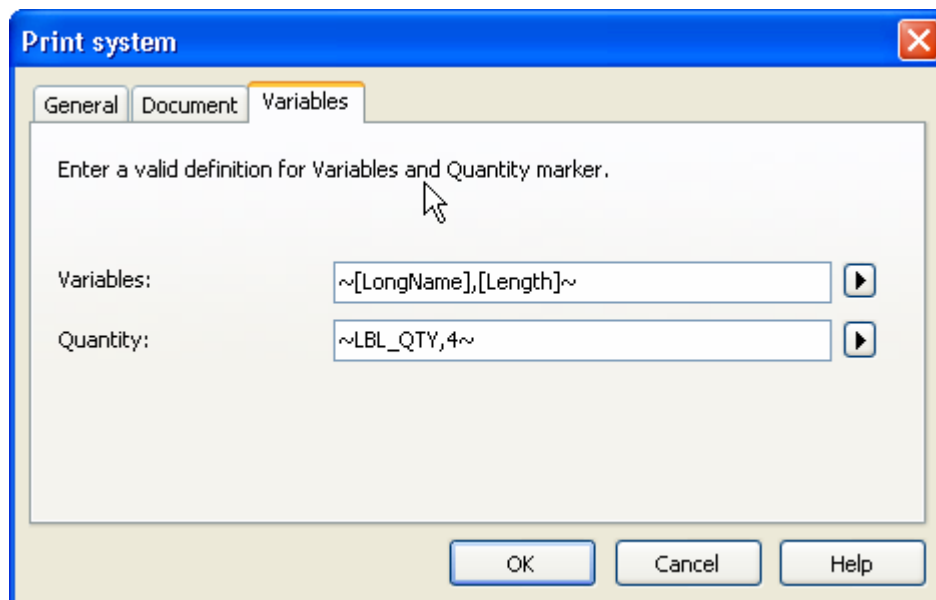 Print system
General Document Variables
Enter a valid definition for Variables and Quantity marker.
Variables: ~[LongName],[Length]~
Quantity: ~LBL_QTY,4~
OK Cancel Help